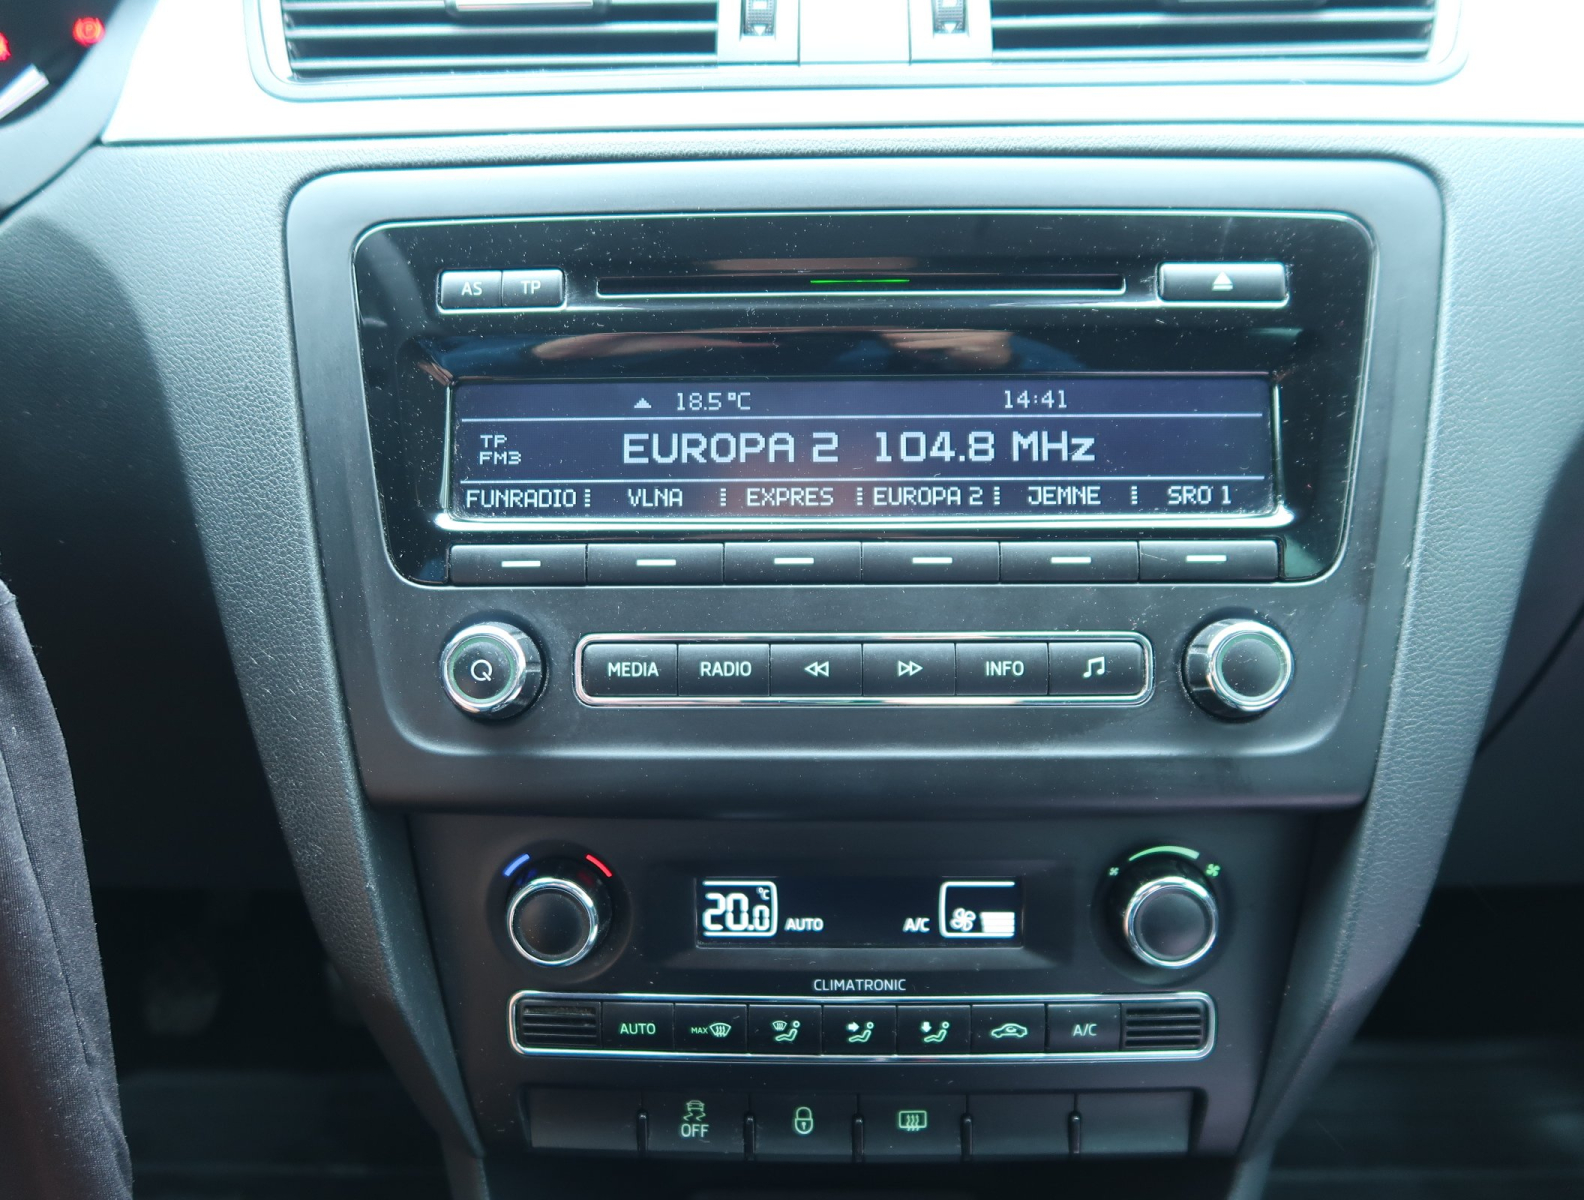 AS TP
18.5 °C 14:41
TP
FM3
EUROPA 2 104.8 MHz
FUNRADIO VLNA EXPRES EUROPA 2 JEMNE SRO 1
MEDIA RADIO INFO
20.0 °C AUTO A/C
CLIMATRONIC
AUTO MAX A/C
OFF